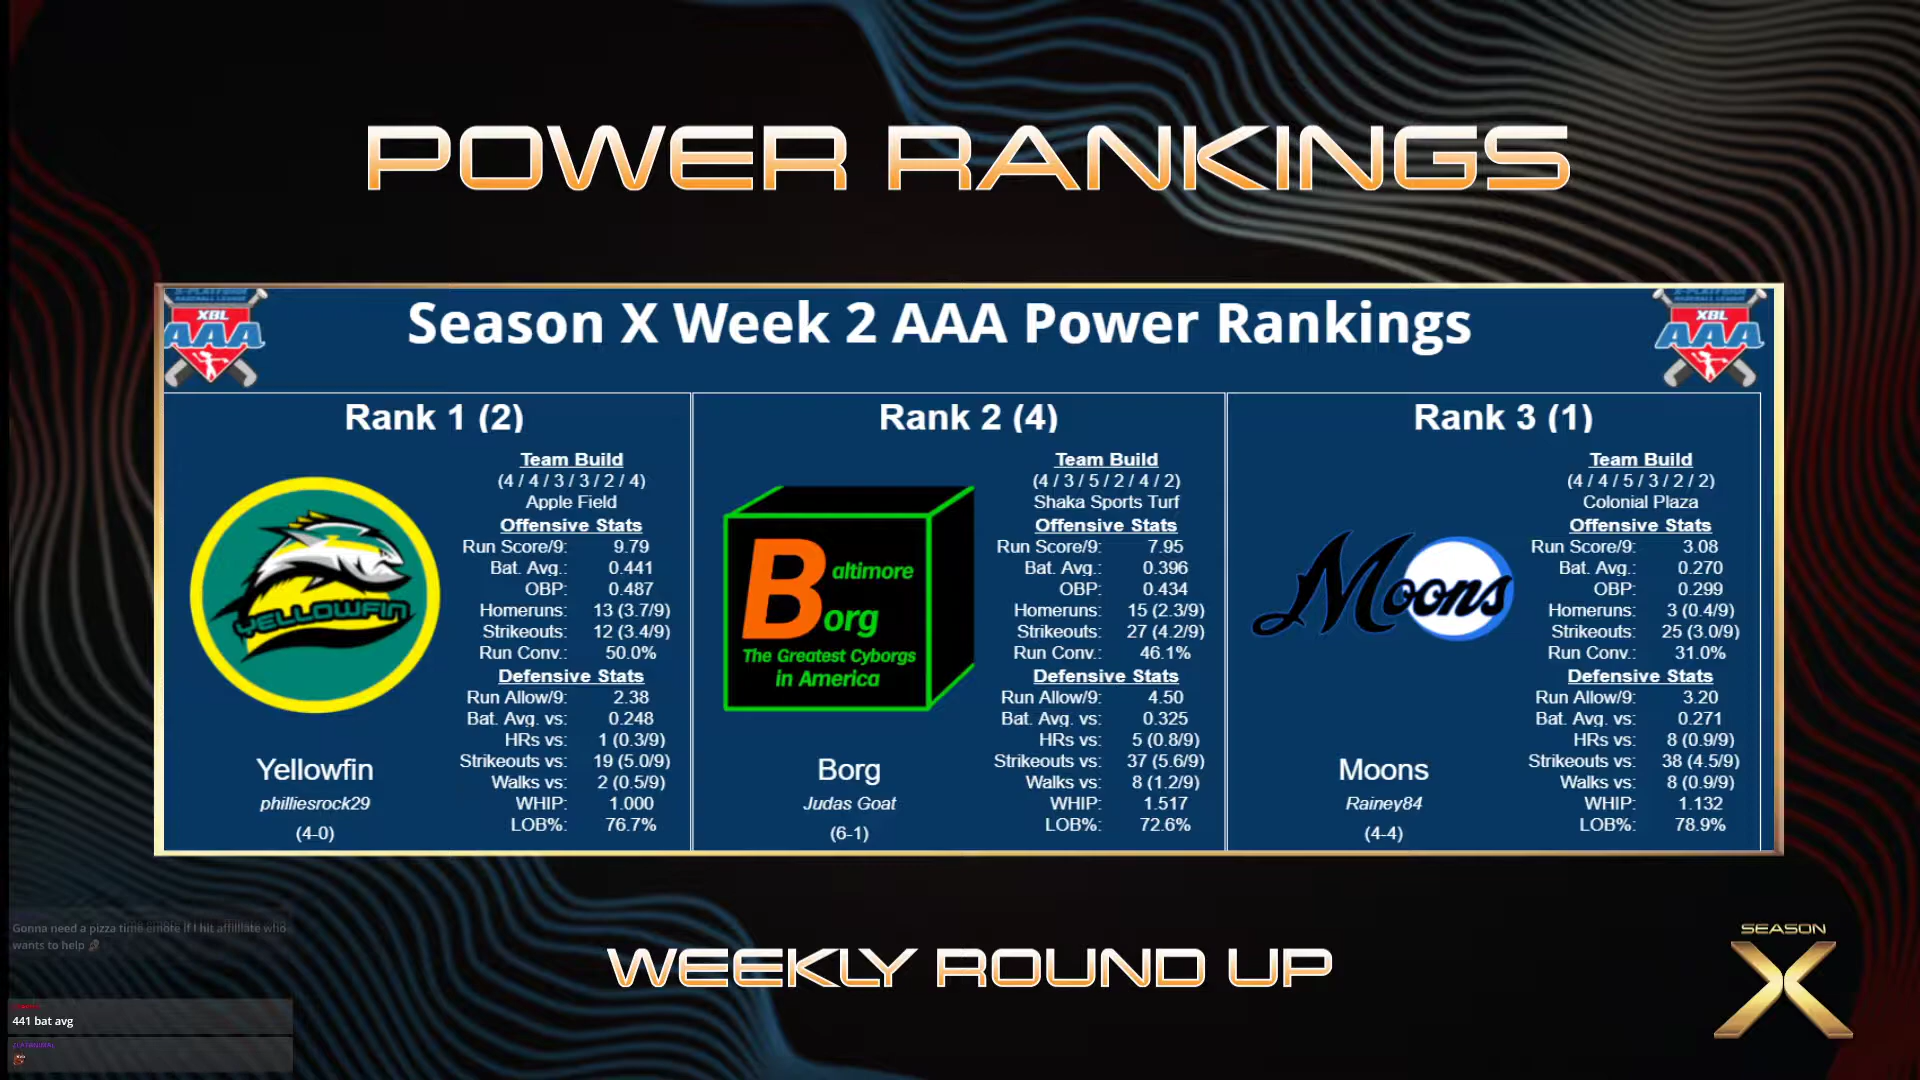 POWER RANKINGS
XBL
AAA
Season X Week 2 AAA Power Rankings
XBL
AAA
Rank 1 (2)
Team Build
(4 / 4 / 3 / 3 / 2 / 4)
Apple Field
Offensive Stats
Run Score/9: 9.79
Bat. Avg.: 0.441
OBP: 0.487
Homeruns: 13 (3.7/9)
Strikeouts: 12 (3.4/9)
Run Conv.: 50.0%
Defensive Stats
Run Allow/9: 2.38
Bat. Avg. vs: 0.248
HRs vs: 1 (0.3/9)
Strikeouts vs: 19 (5.0/9)
Walks vs: 2 (0.5/9)
WHIP: 1.000
LOB%: 76.7%
YELLOWFIN
Yellowfin
philliesrock29
(4-0)
Rank 2 (4)
Team Build
(4 / 3 / 5 / 2 / 4 / 2)
Shaka Sports Turf
Offensive Stats
Run Score/9: 7.95
Bat. Avg.: 0.396
OBP: 0.434
Homeruns: 15 (2.3/9)
Strikeouts: 27 (4.2/9)
Run Conv.: 46.1%
Defensive Stats
Run Allow/9: 4.50
Bat. Avg. vs: 0.325
HRs vs: 5 (0.8/9)
Strikeouts vs: 37 (5.6/9)
Walks vs: 8 (1.2/9)
WHIP: 1.517
LOB%: 72.6%
Baltimore
Borg
The Greatest Cyborgs
in America
Borg
Judas Goat
(6-1)
Rank 3 (1)
Team Build
(4 / 4 / 5 / 3 / 2 / 2)
Colonial Plaza
Offensive Stats
Run Score/9: 3.08
Bat. Avg.: 0.270
OBP: 0.299
Homeruns: 3 (0.4/9)
Strikeouts: 25 (3.0/9)
Run Conv.: 31.0%
Defensive Stats
Run Allow/9: 3.20
Bat. Avg. vs: 0.271
HRs vs: 8 (0.9/9)
Strikeouts vs: 38 (4.5/9)
Walks vs: 8 (0.9/9)
WHIP: 1.132
LOB%: 78.9%
Moons
Moons
Rainey84
(4-4)
Gonna need a pizza time emote if I hit affilliate who
wants to help
441 bat avg
WEEKLY ROUND UP
SEASON
X